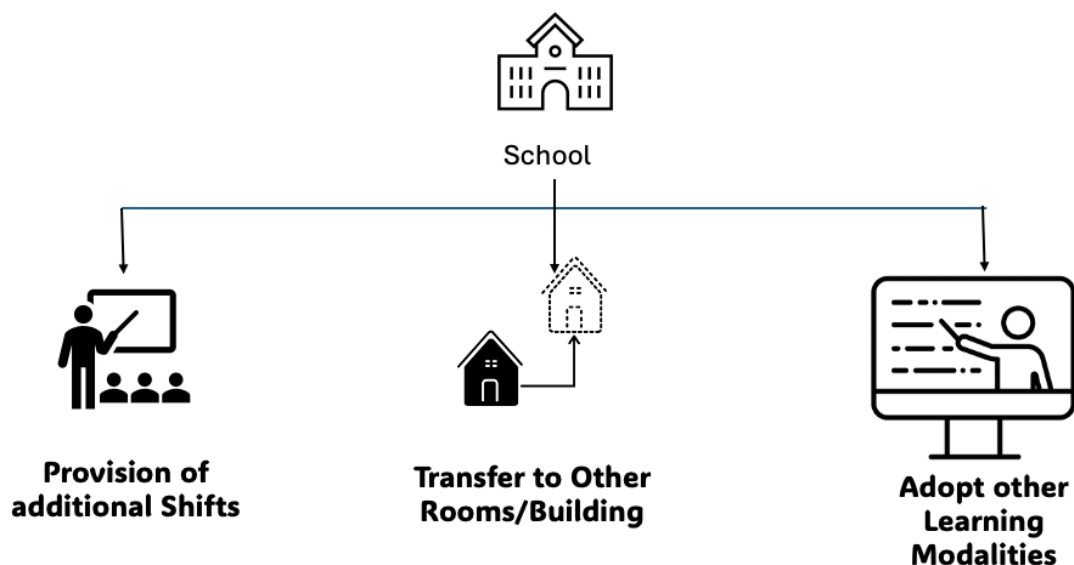 School
Provision of
additional Shifts
Transfer to Other
Rooms/Building
Adopt other
Learning
Modalities